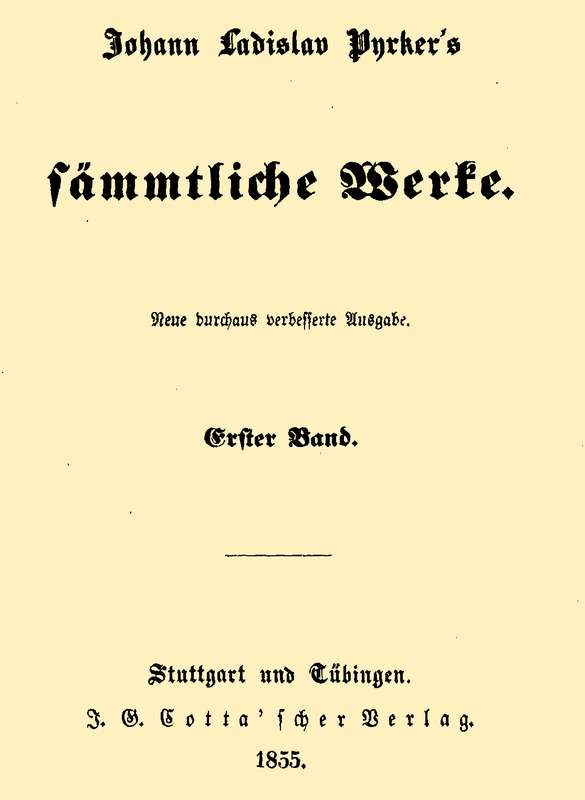 Johann Ladislav Pyrker's
sämmtliche Werke.
Neue durchaus verbesserte Ausgabe.
Erster Band.
Stuttgart und Tübingen.
J. G. Cotta'scher Verlag.
1855.